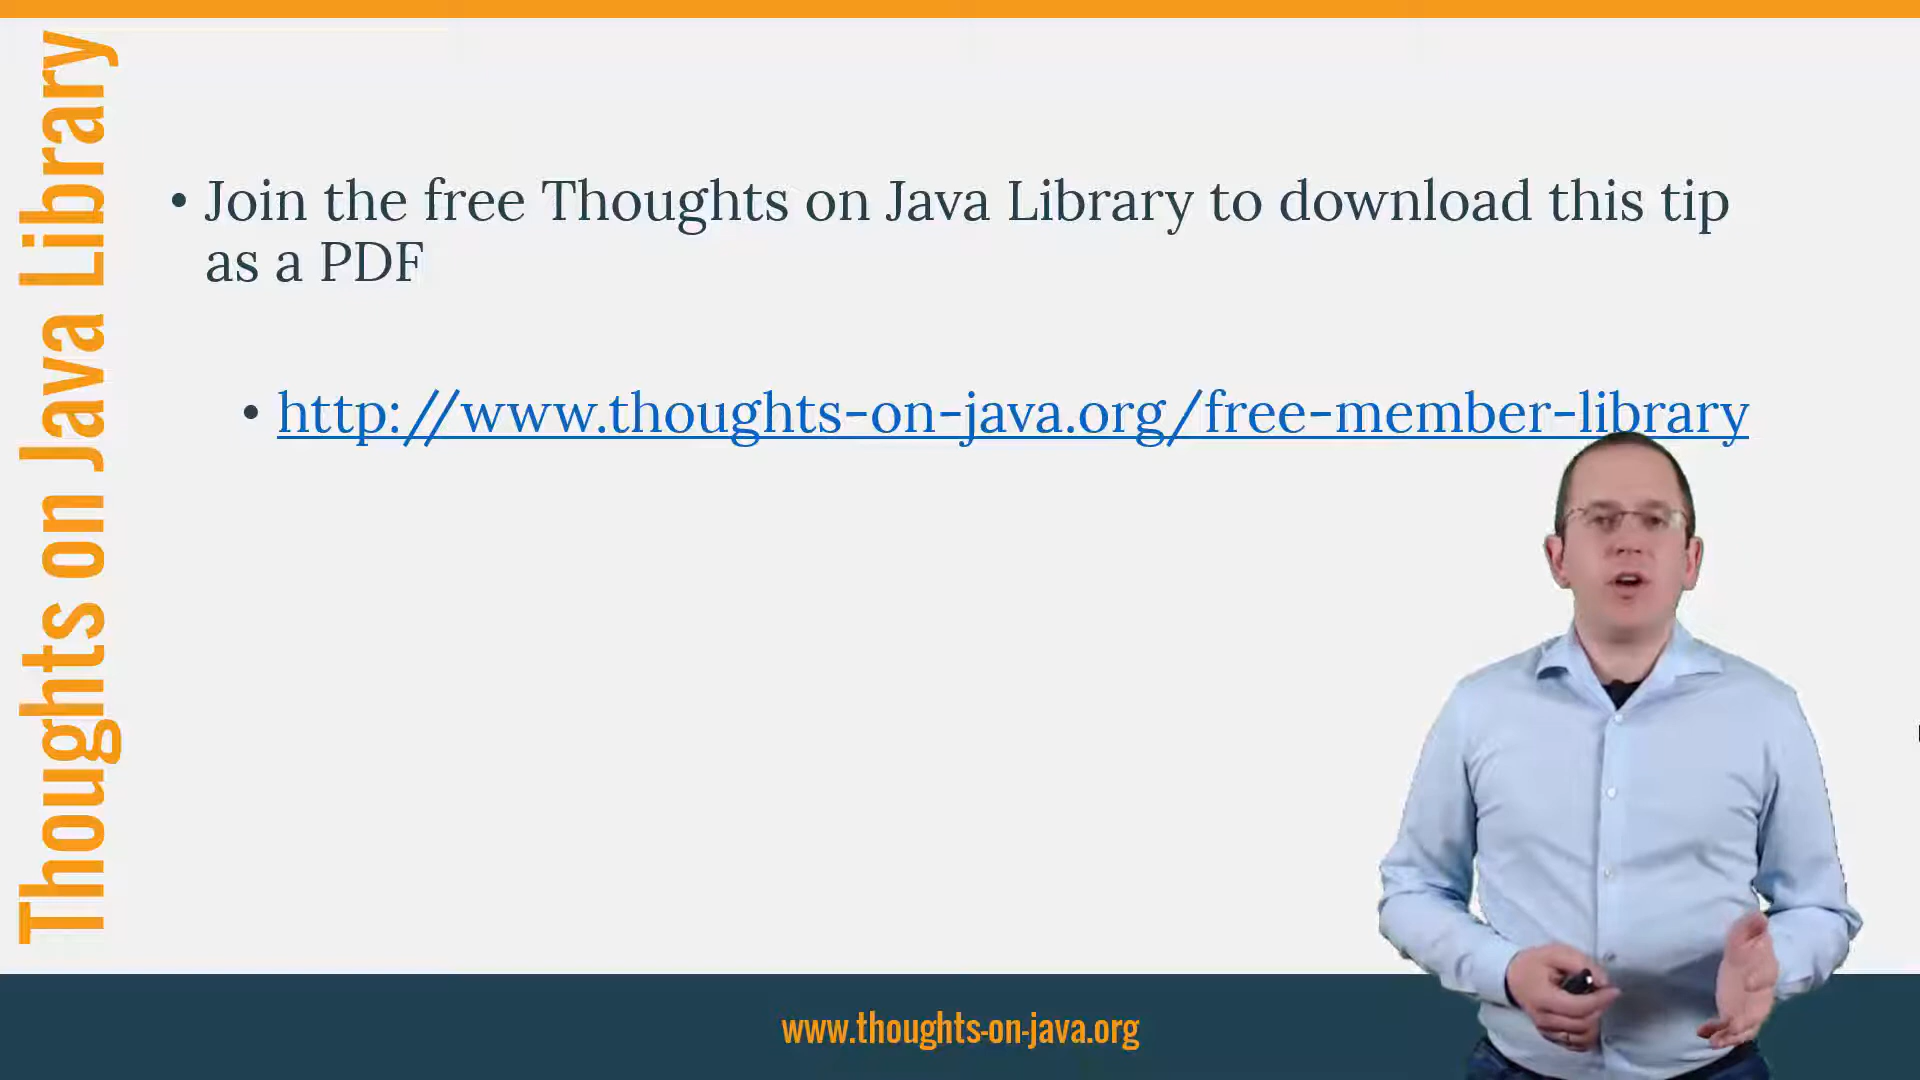 Thoughts on Java Library
• Join the free Thoughts on Java Library to download this tip
as a PDF
• http://www.thoughts-on-java.org/free-member-library
www.thoughts-on-java.org